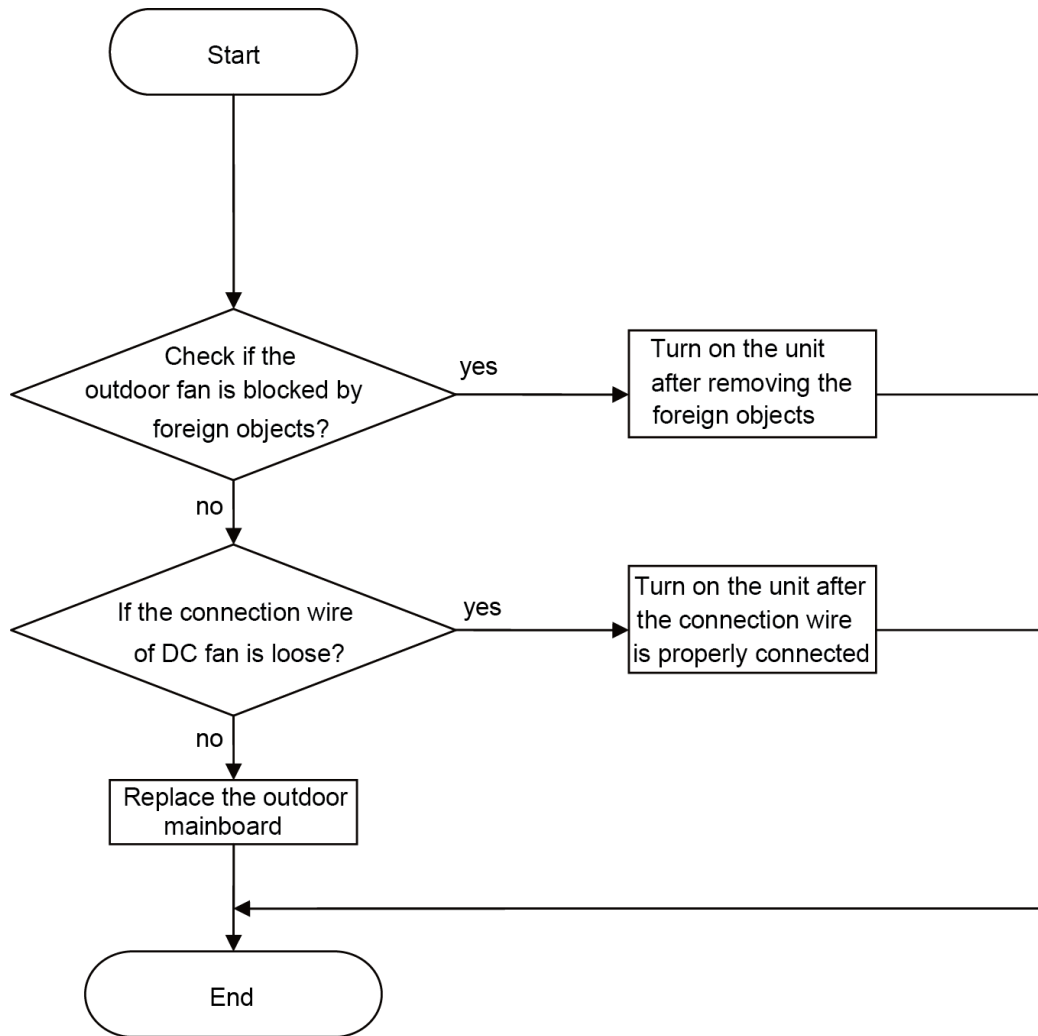 Start
Check if the
outdoor fan is blocked by
foreign objects?
yes
Turn on the unit
after removing the
foreign objects
no
If the connection wire
of DC fan is loose?
yes
Turn on the unit after
the connection wire
is properly connected
no
Replace the outdoor
mainboard
End